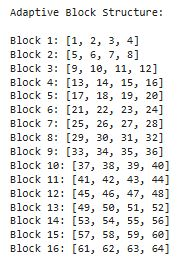 Adaptive Block Structure:

Block 1: [1, 2, 3, 4]
Block 2: [5, 6, 7, 8]
Block 3: [9, 10, 11, 12]
Block 4: [13, 14, 15, 16]
Block 5: [17, 18, 19, 20]
Block 6: [21, 22, 23, 24]
Block 7: [25, 26, 27, 28]
Block 8: [29, 30, 31, 32]
Block 9: [33, 34, 35, 36]
Block 10: [37, 38, 39, 40]
Block 11: [41, 42, 43, 44]
Block 12: [45, 46, 47, 48]
Block 13: [49, 50, 51, 52]
Block 14: [53, 54, 55, 56]
Block 15: [57, 58, 59, 60]
Block 16: [61, 62, 63, 64]